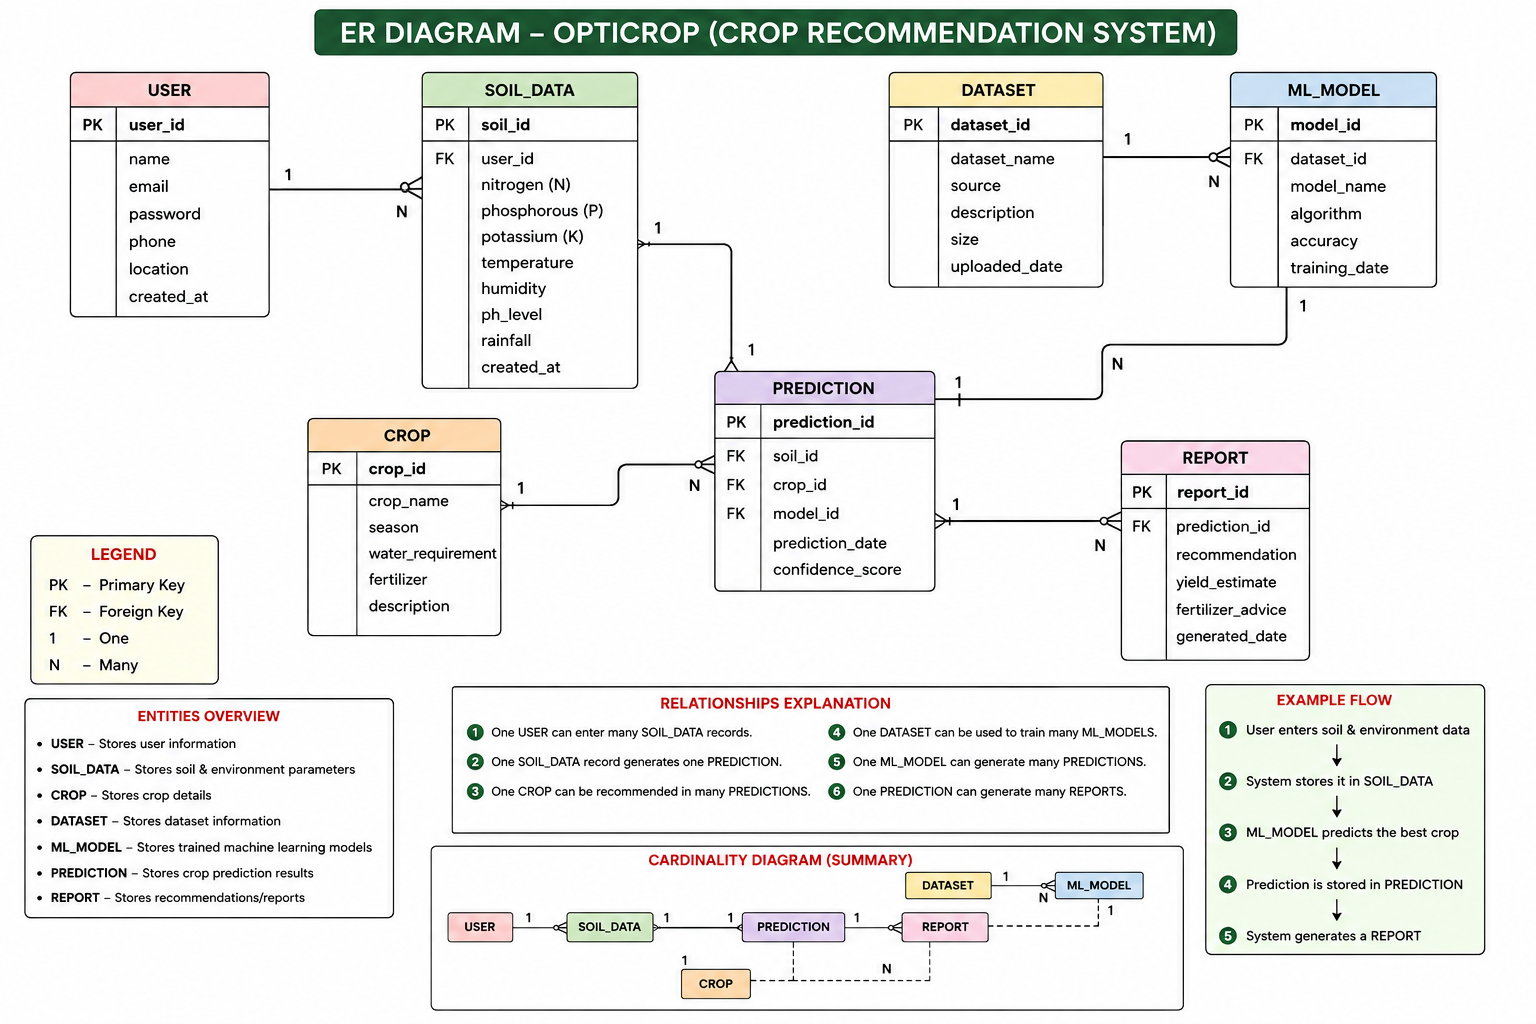 ER DIAGRAM – OPTICROP (CROP RECOMMENDATION SYSTEM)
USER
PK user_id
name
email
password
phone
location
created_at
1
N
SOIL_DATA
PK soil_id
FK user_id
nitrogen (N)
phosphorous (P)
potassium (K)
temperature
humidity
ph_level
rainfall
created_at
1
1
DATASET
PK dataset_id
dataset_name
source
description
size
uploaded_date
1
N
ML_MODEL
PK model_id
FK dataset_id
model_name
algorithm
accuracy
training_date
1
N
1
PREDICTION
PK prediction_id
FK soil_id
FK crop_id
FK model_id
prediction_date
confidence_score
CROP
PK crop_id
crop_name
season
water_requirement
fertilizer
description
1
N
1
N
REPORT
PK report_id
FK prediction_id
recommendation
yield_estimate
fertilizer_advice
generated_date
LEGEND
PK – Primary Key
FK – Foreign Key
1 – One
N – Many
ENTITIES OVERVIEW
• USER – Stores user information
• SOIL_DATA – Stores soil & environment parameters
• CROP – Stores crop details
• DATASET – Stores dataset information
• ML_MODEL – Stores trained machine learning models
• PREDICTION – Stores crop prediction results
• REPORT – Stores recommendations/reports
RELATIONSHIPS EXPLANATION
1 One USER can enter many SOIL_DATA records.
2 One SOIL_DATA record generates one PREDICTION.
3 One CROP can be recommended in many PREDICTIONS.
4 One DATASET can be used to train many ML_MODELS.
5 One ML_MODEL can generate many PREDICTIONS.
6 One PREDICTION can generate many REPORTS.
CARDINALITY DIAGRAM (SUMMARY)
DATASET 1 N ML_MODEL
1
USER 1 SOIL_DATA 1 1 PREDICTION 1 REPORT
1 N
CROP
EXAMPLE FLOW
1 User enters soil & environment data
2 System stores it in SOIL_DATA
3 ML_MODEL predicts the best crop
4 Prediction is stored in PREDICTION
5 System generates a REPORT